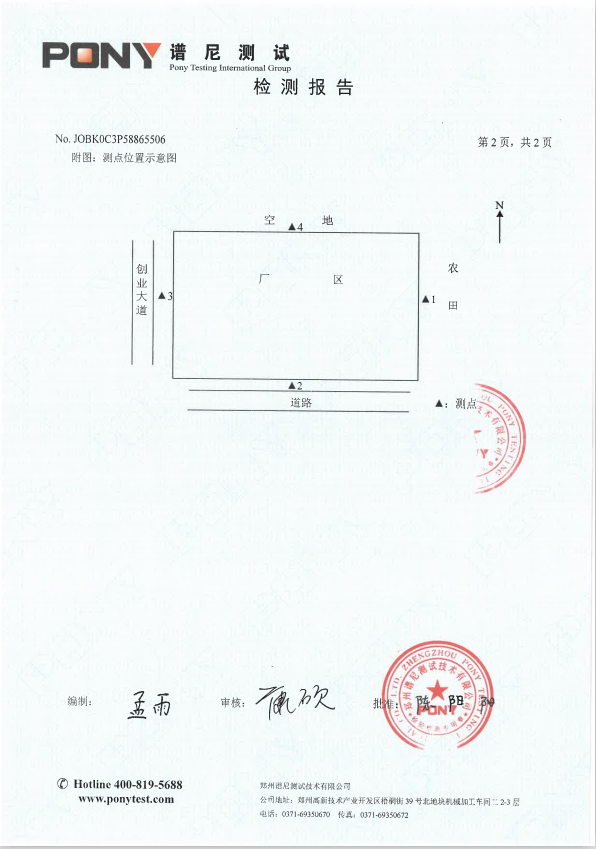 PONY 谱尼测试
Pony Testing International Group
检测报告
No. JOBK0C3P58865506
第 2 页，共 2 页
附图：测点位置示意图
N
空 地
▲4
创业大道
▲3
厂 区
▲1
农田
▲2
道路
▲：测点
编制：孟雨
审核：
批准：陈
PONY
Hotline 400-819-5688
www.ponytest.com
郑州谱尼测试技术有限公司
公司地址：郑州高新技术产业开发区梧桐街 39 号北地块机械加工车间二 2-3 层
电话：0371-69350670 传真：0371-69350672